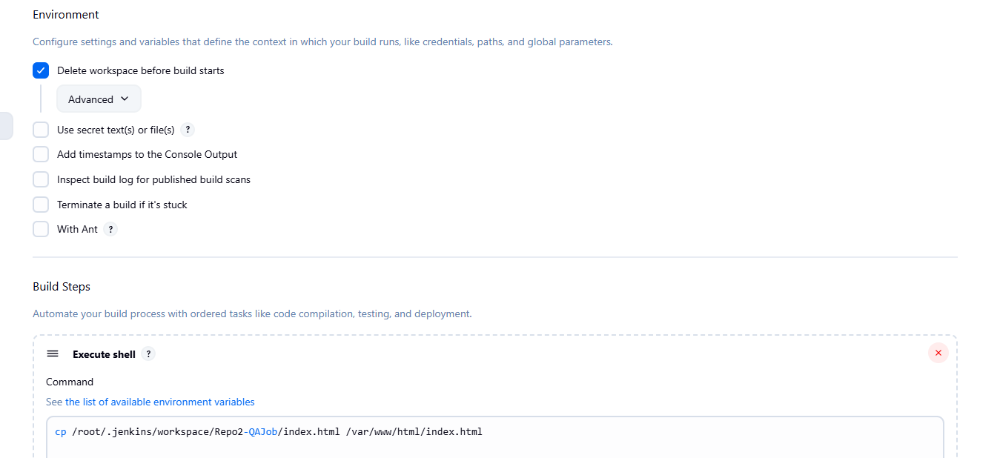 Environment
Configure settings and variables that define the context in which your build runs, like credentials, paths, and global parameters.
Delete workspace before build starts
Advanced
Use secret text(s) or file(s) ?
Add timestamps to the Console Output
Inspect build log for published build scans
Terminate a build if it's stuck
With Ant ?
Build Steps
Automate your build process with ordered tasks like code compilation, testing, and deployment.
Execute shell ?
Command
See the list of available environment variables
cp /root/.jenkins/workspace/Repo2-QAJob/index.html /var/www/html/index.html